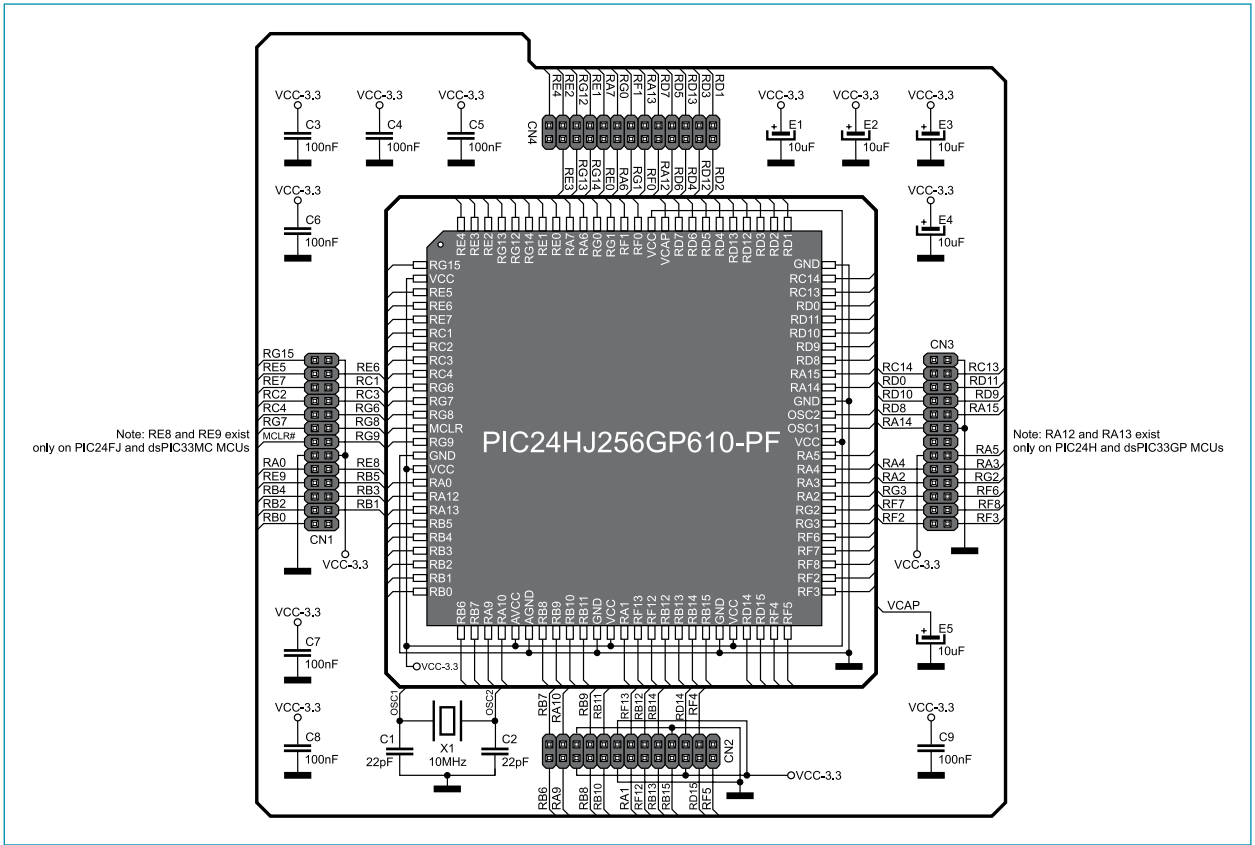 RE4 RE2 RG12 RE1 RA7 RG0 RF1 RA13 RD7 RD5 RD13 RD3 RD1
CN4
RE3 RG13 RG14 RE0 RA6 RG1 RF0 RA12 RD6 RD4 RD12 RD2
VCC-3.3 C3 100nF
VCC-3.3 C4 100nF
VCC-3.3 C5 100nF
VCC-3.3 + E1 10uF
VCC-3.3 + E2 10uF
VCC-3.3 + E3 10uF
VCC-3.3 C6 100nF
VCC-3.3 + E4 10uF
RE4 RE3 RE2 RG13 RG12 RG14 RE1 RE0 RA7 RA6 RG0 RG1 RF1 RF0 VCC VCAP RD7 RD6 RD5 RD4 RD13 RD12 RD3 RD2 RD1
RG15
VCC
RE5
RE6
RE7
RC1
RC2
RC3
RC4
RG6
RG7
RG8
MCLR
RG9
GND
VCC
RA0
RA12
RA13
RB5
RB4
RB3
RB2
RB1
RB0
PIC24HJ256GP610-PF
GND
RC14
RC13
RD0
RD11
RD10
RD9
RD8
RA15
RA14
GND
OSC2
OSC1
VCC
RA5
RA4
RA3
RA2
RG2
RG3
RF6
RF7
RF8
RF2
RF3
RB6 RB7 RA9 RA10 AVCC AGND RB8 RB9 RB10 RB11 GND VCC RA1 RF13 RF12 RB12 RB13 RB14 RB15 GND VCC RD14 RD15 RF4 RF5
RG15
RE5
RE7
RC2
RC4
RG7
MCLR#
RA0
RE9
RB4
RB2
RB0
RE6
RC1
RC3
RG6
RG8
RG9
RE8
RB5
RB3
RB1
CN1
VCC-3.3
Note: RE8 and RE9 exist
only on PIC24FJ and dsPIC33MC MCUs
CN3
RC14
RD0
RD10
RD8
RA14
RA4
RA2
RG3
RF7
RF2
RC13
RD11
RD9
RA15
RA5
RA3
RG2
RF6
RF8
RF3
VCC-3.3
Note: RA12 and RA13 exist
only on PIC24H and dsPIC33GP MCUs
VCC-3.3
VCC-3.3 C7 100nF
VCAP
+ E5 10uF
OSC1
OSC2
C1 22pF
X1
10MHz
C2 22pF
VCC-3.3 C8 100nF
VCC-3.3 C9 100nF
RB7 RA10 RB9 RB11 RF13 RB12 RB14 RD14 RF4
CN2
VCC-3.3
RB6 RA9 RB8 RB10 RA1 RF12 RB13 RB15 RD15 RF5